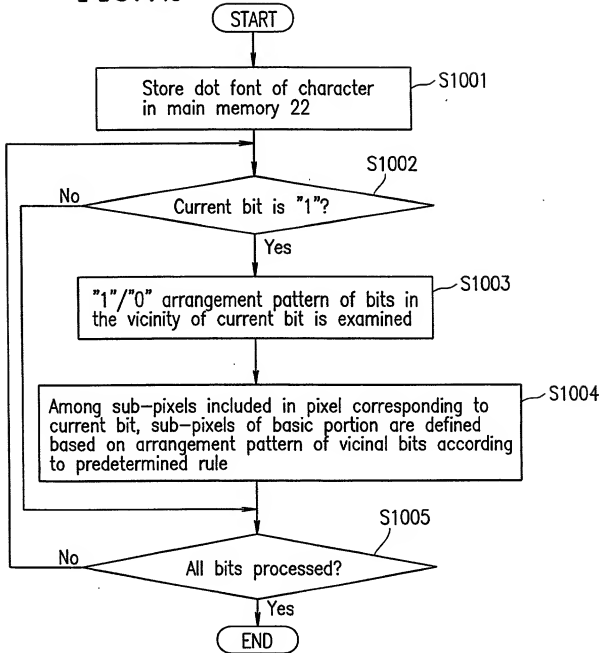 START
Store dot font of character
in main memory 22
S1001
S1002
No
Current bit is "1"?
Yes
S1003
"1"/"0" arrangement pattern of bits in
the vicinity of current bit is examined
S1004
Among sub-pixels included in pixel corresponding to
current bit, sub-pixels of basic portion are defined
based on arrangement pattern of vicinal bits according
to predetermined rule
S1005
No
All bits processed?
Yes
END